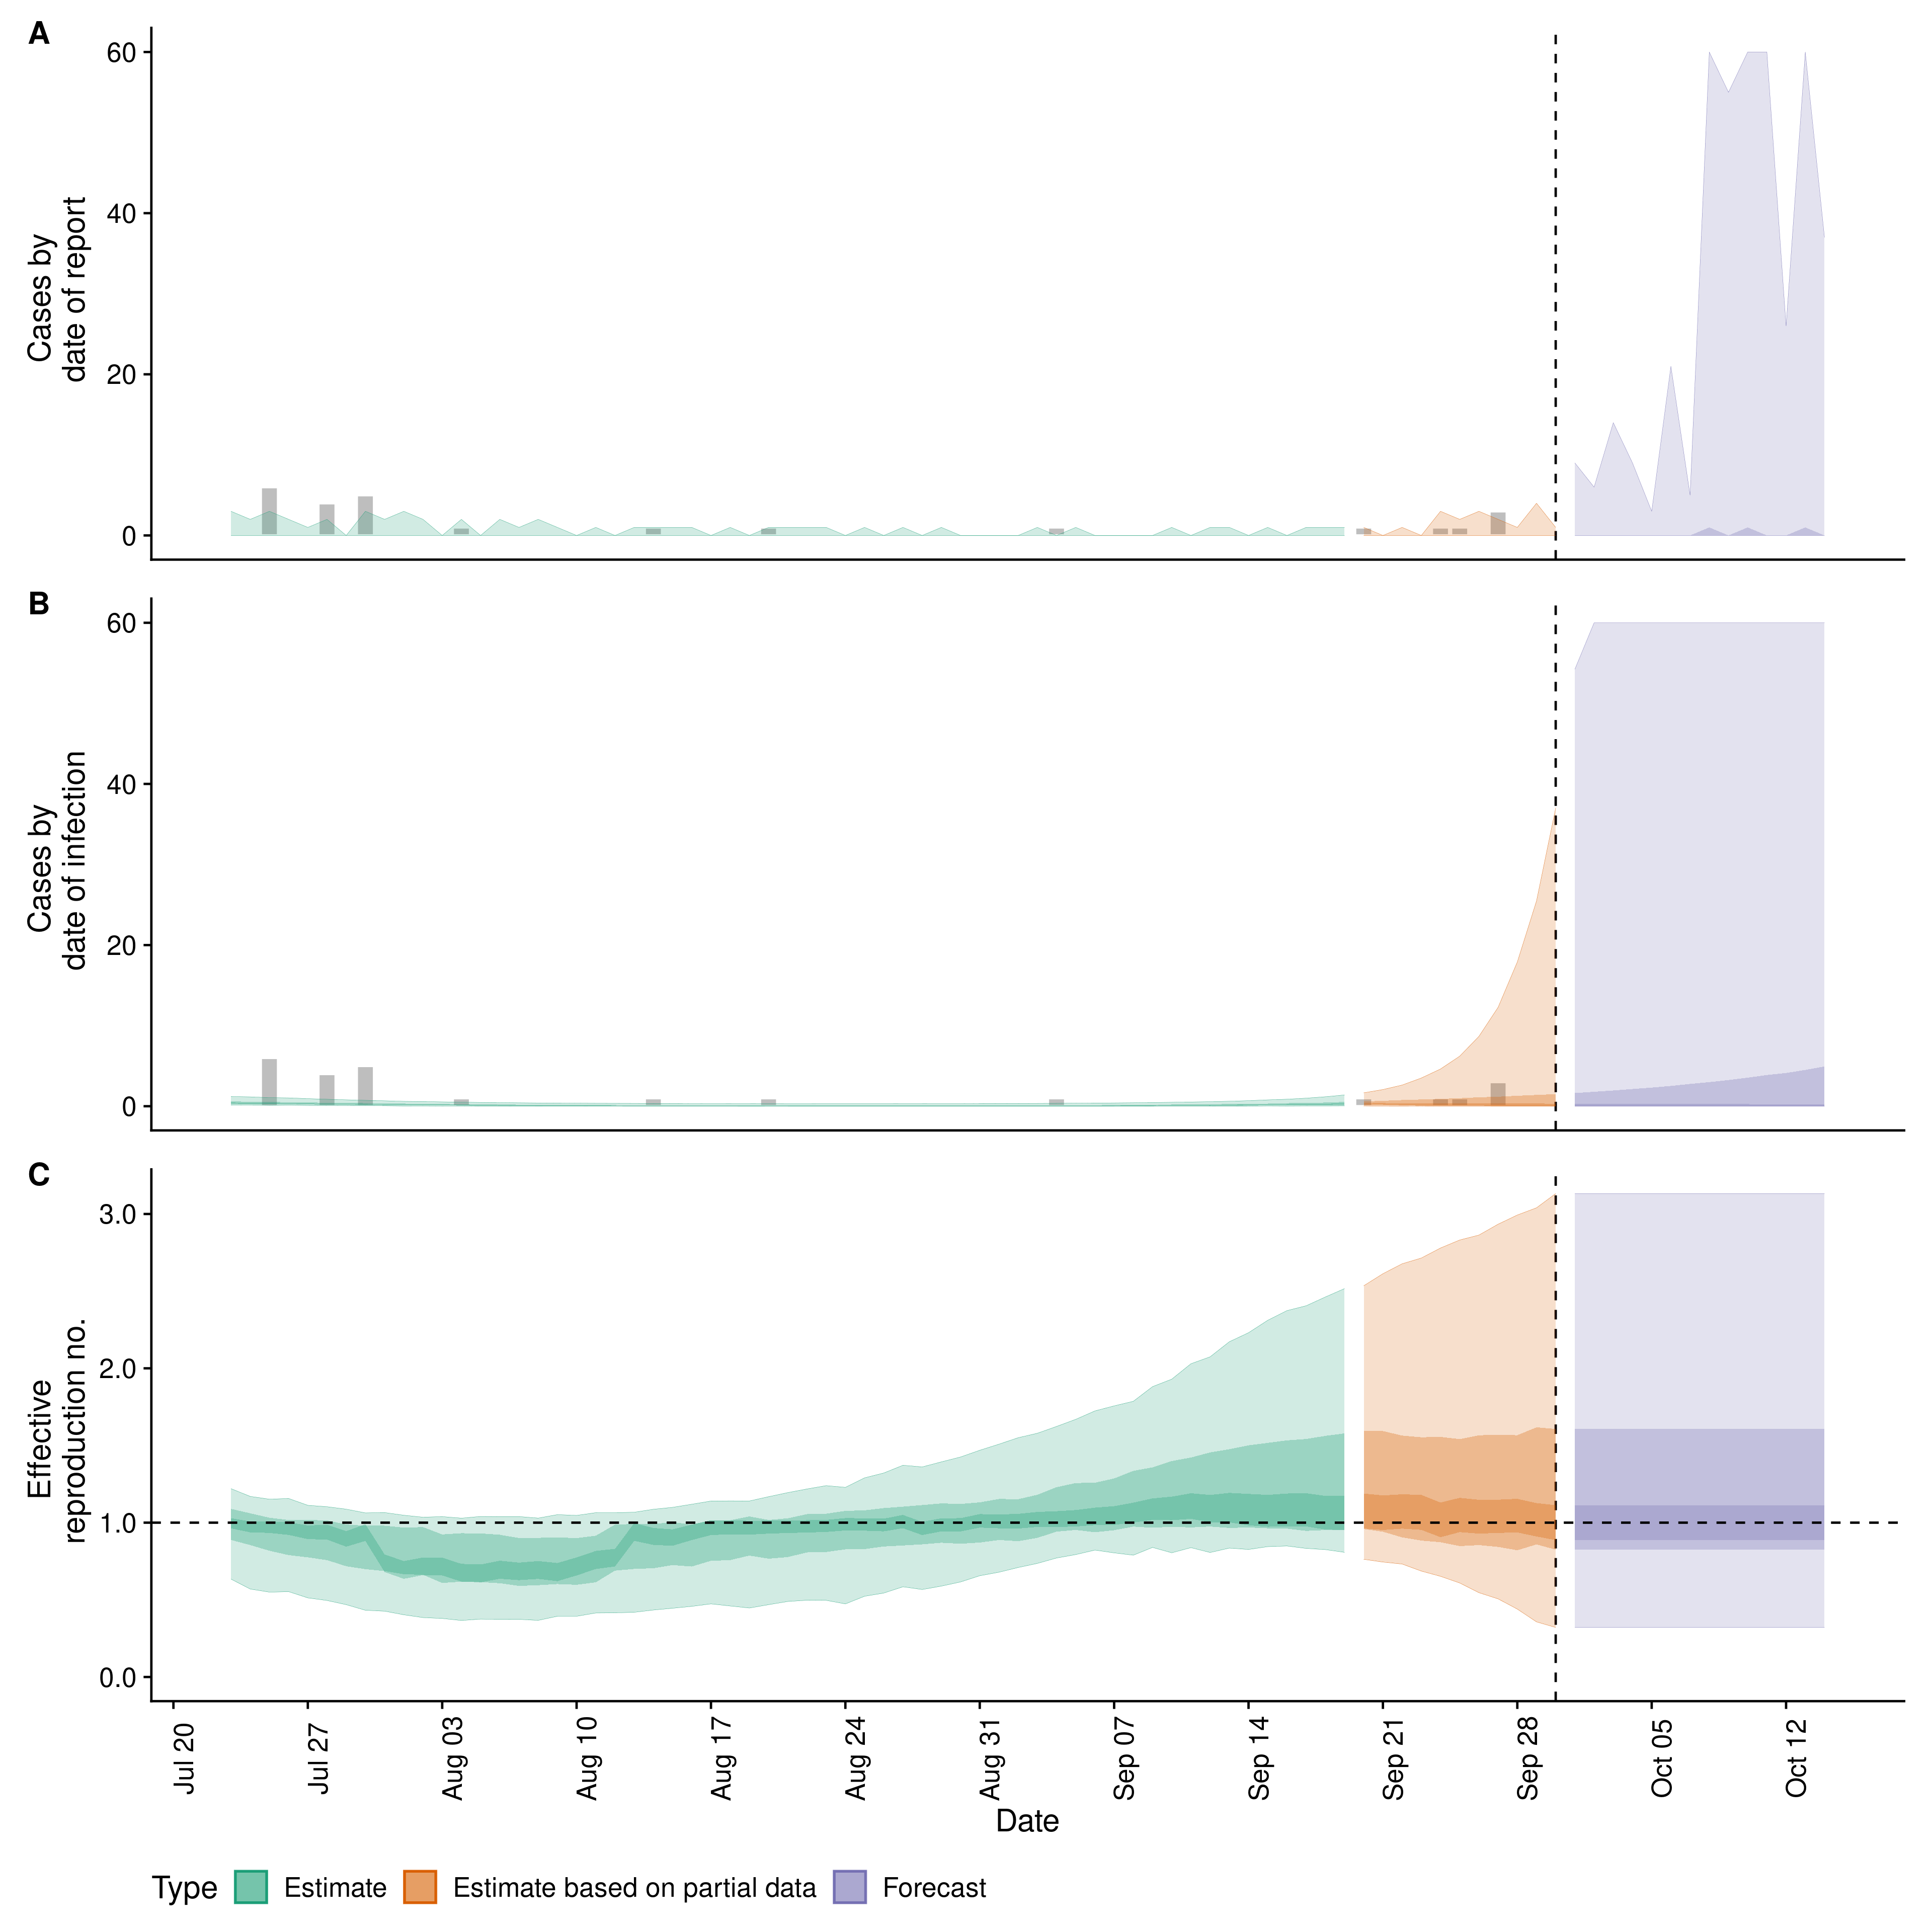 A
60
40
20
0
Cases by
date of report
B
60
40
20
0
Cases by
date of infection
C
3.0
2.0
1.0
0.0
Effective
reproduction no.
Jul 20
Jul 27
Aug 03
Aug 10
Aug 17
Aug 24
Aug 31
Sep 07
Sep 14
Sep 21
Sep 28
Oct 05
Oct 12
Date
Type Estimate Estimate based on partial data Forecast